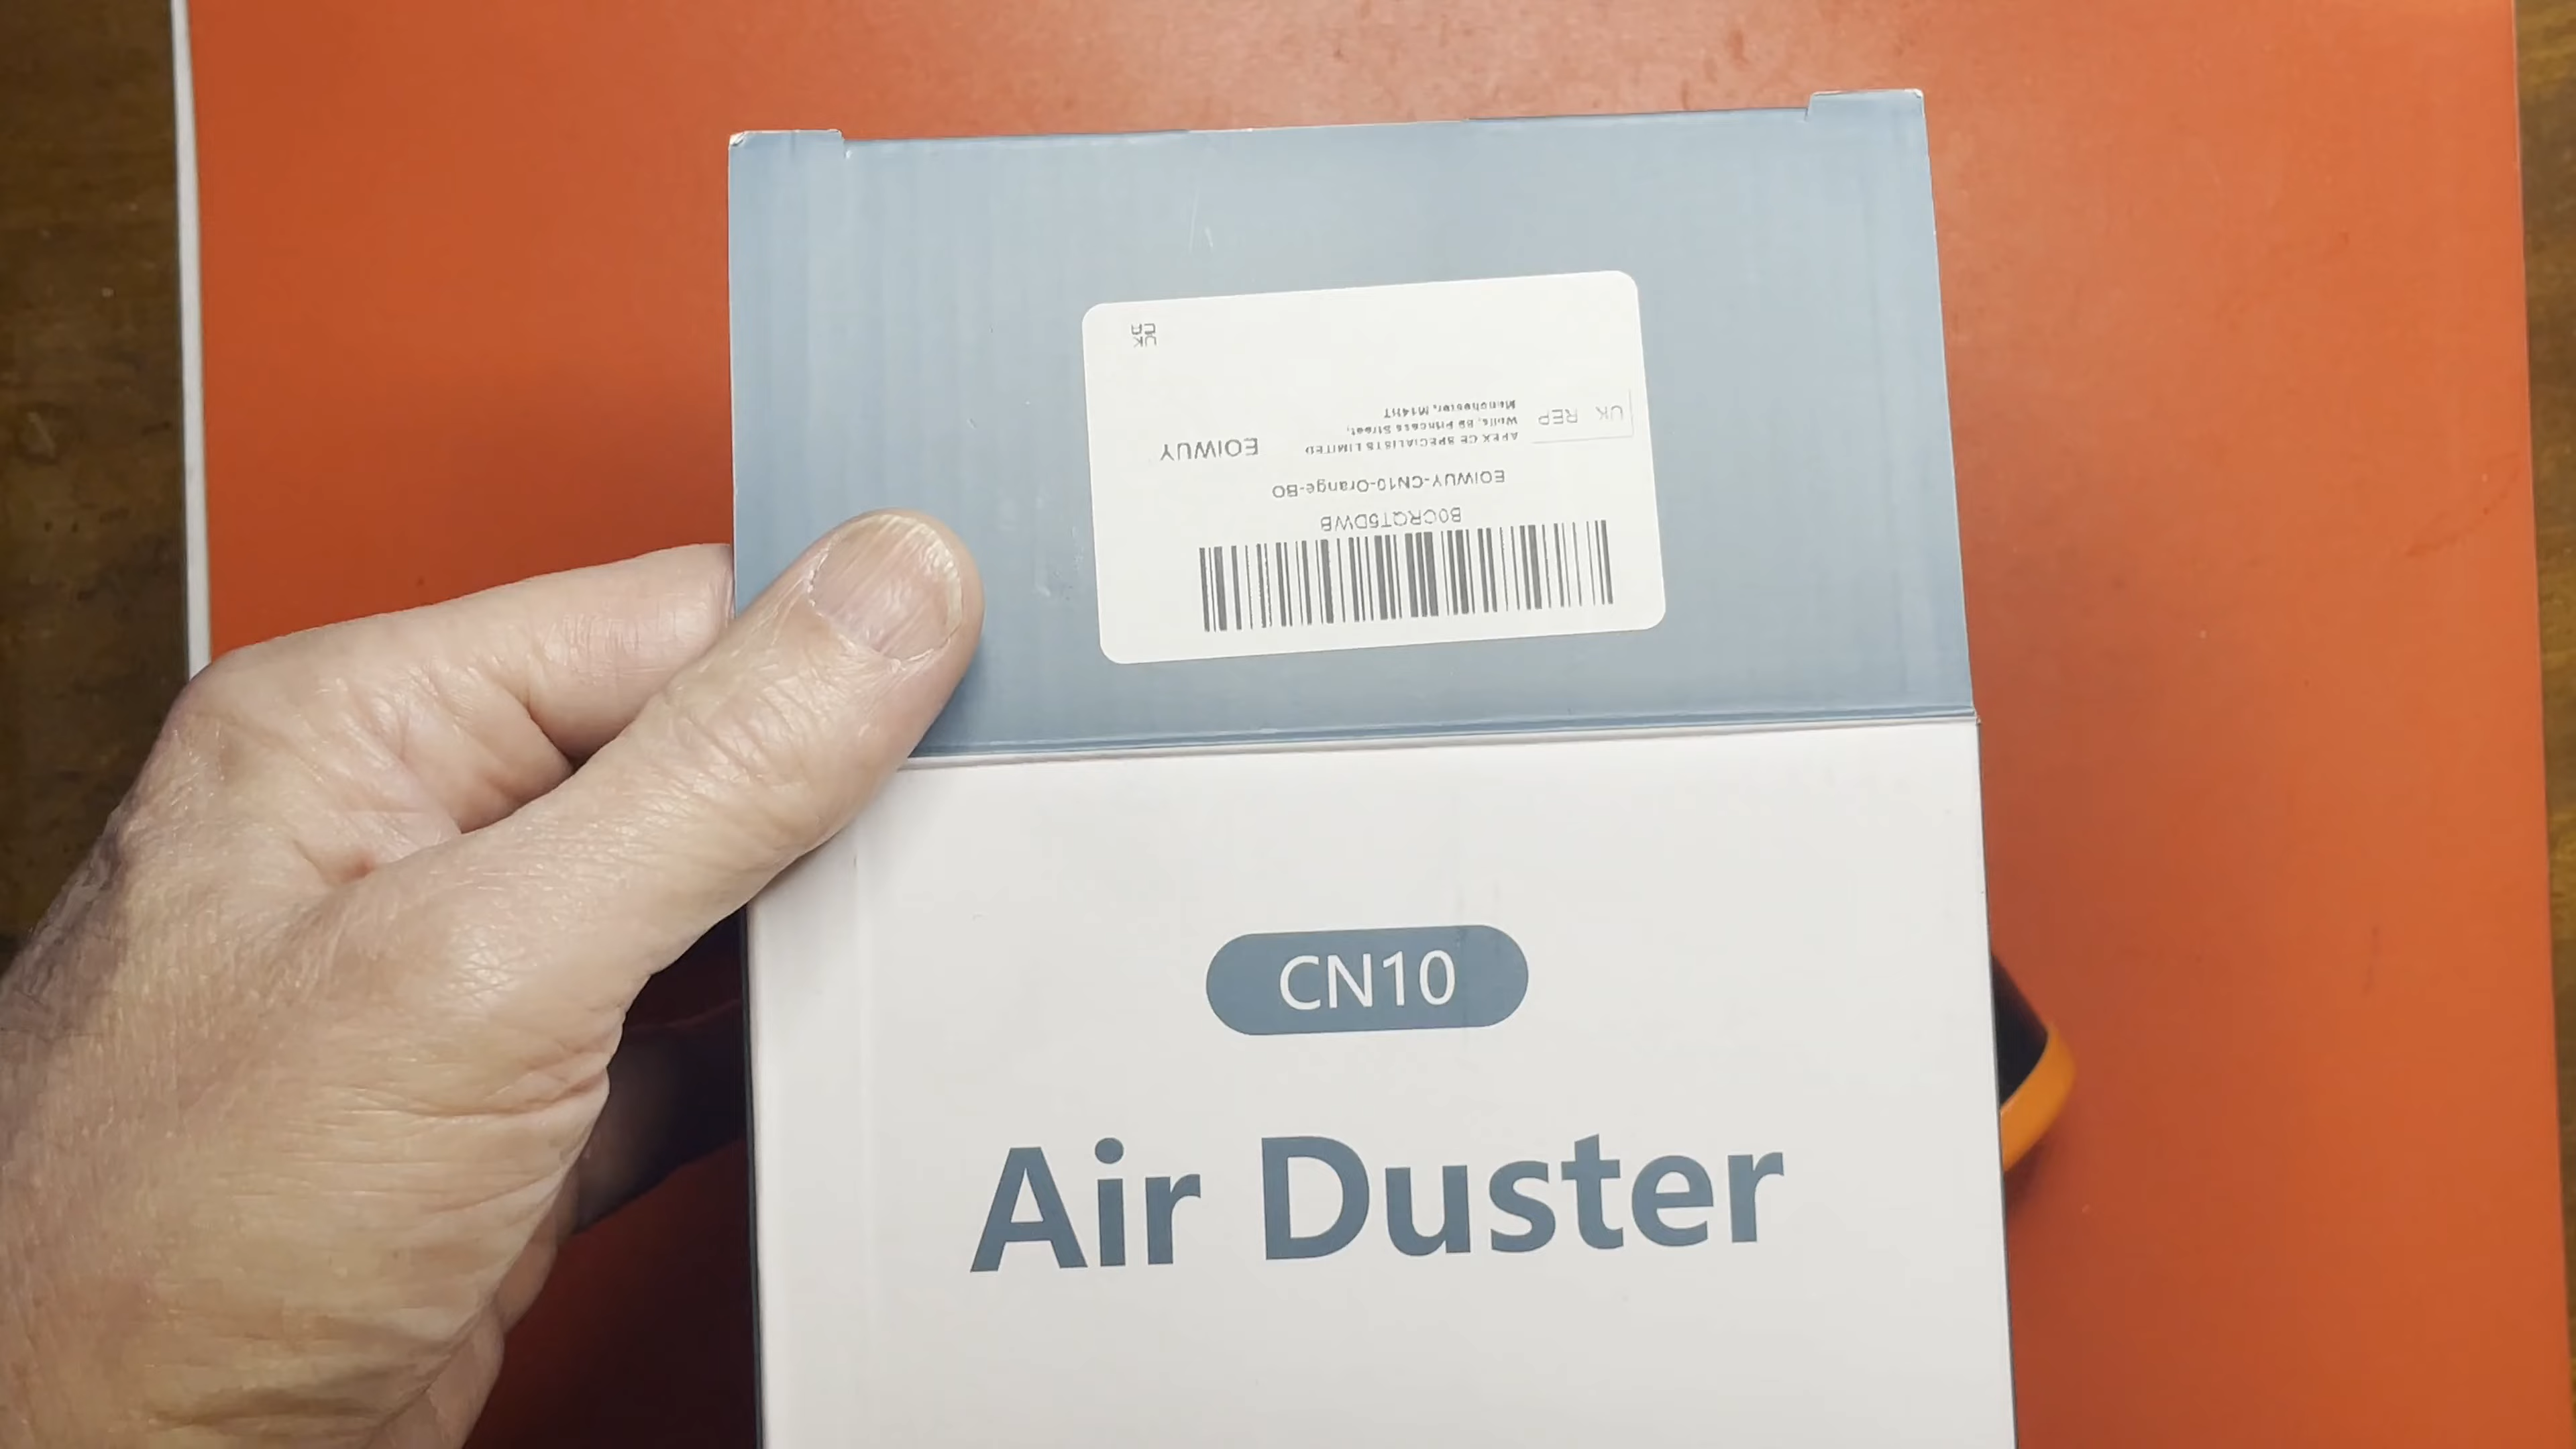 B0CRQT5DWB
EOIWUY-CN10-Orange-BO
UK REP
APEX CE SPECIALISTS LIMITED
Wulls, 89 Princess Street,
Manchester, M14HT
EOIWUY
UK
CA
CN10
Air Duster